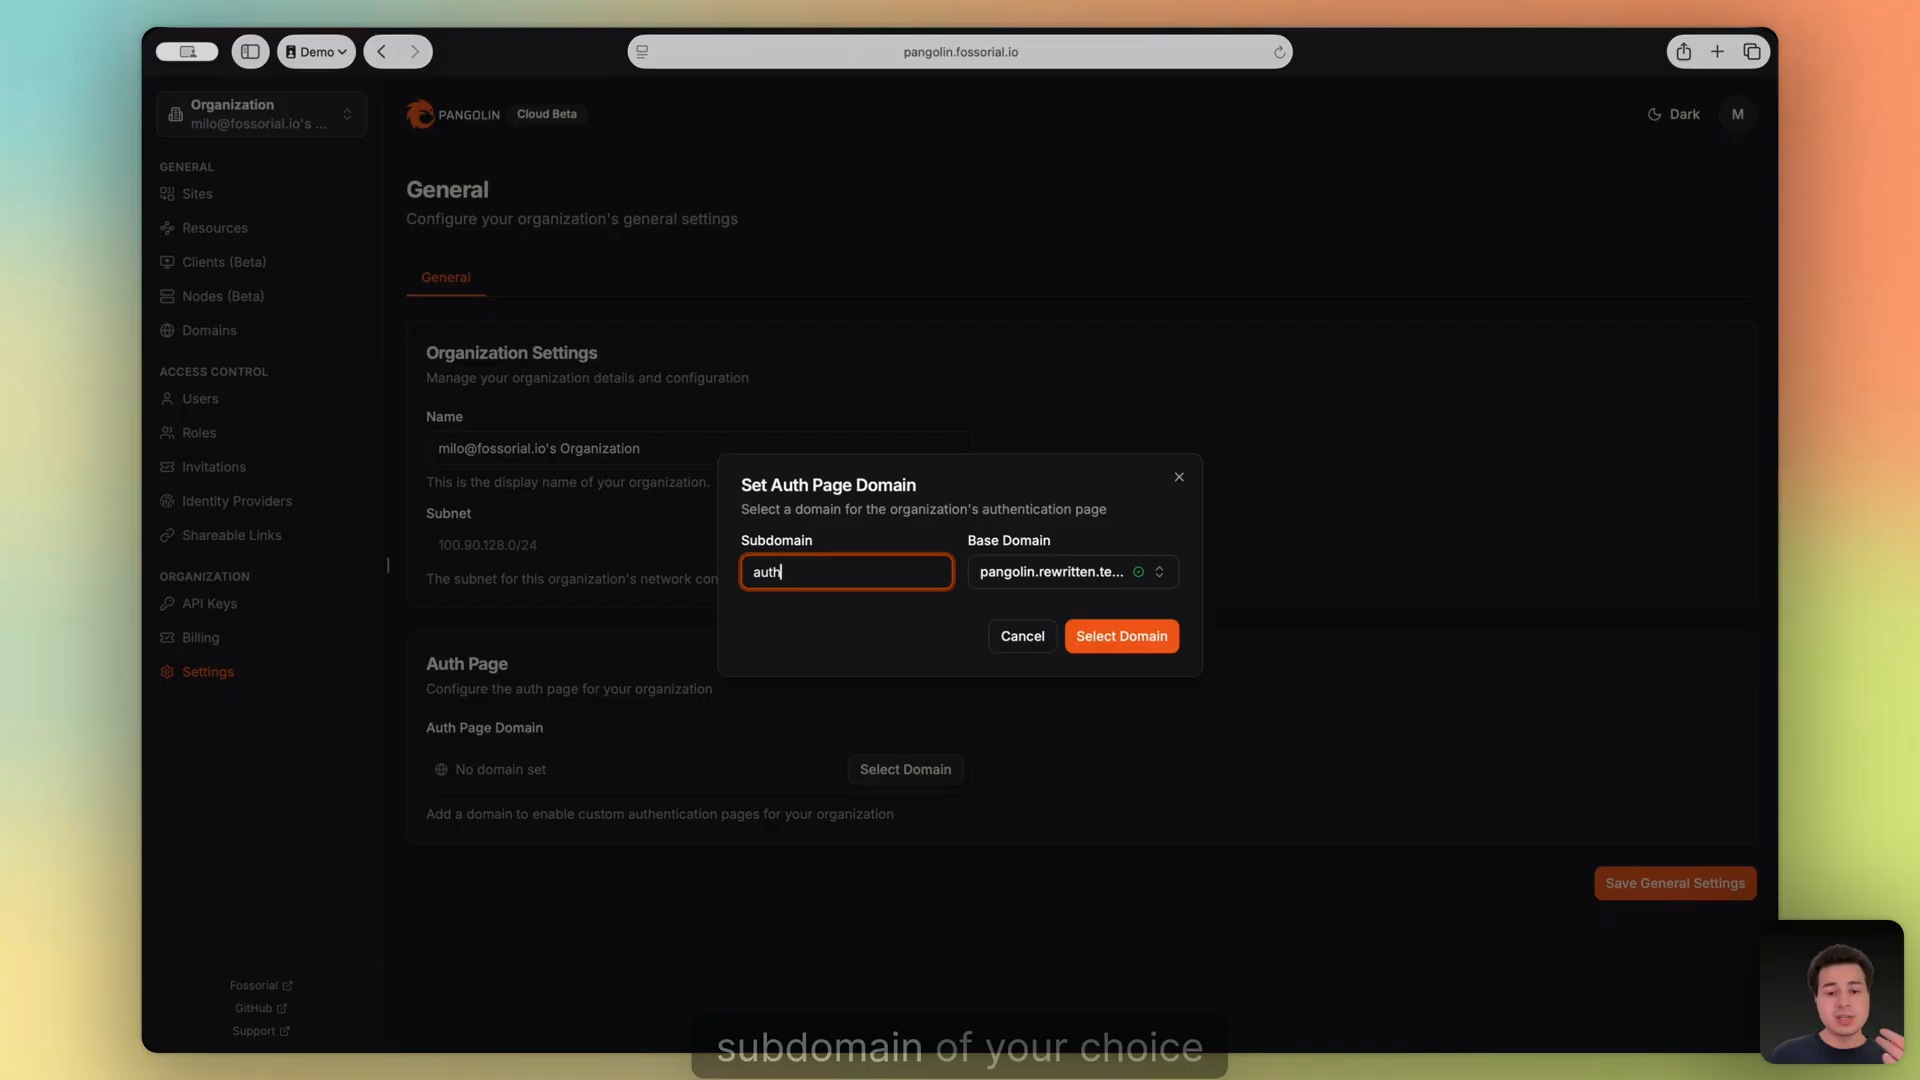 Demo
pangolin.fossorial.io
Organization
milo@fossorial.io's ...
PANGOLIN
Cloud Beta
Dark
M
GENERAL
Sites
Resources
Clients (Beta)
Nodes (Beta)
Domains
ACCESS CONTROL
Users
Roles
Invitations
Identity Providers
Shareable Links
ORGANIZATION
API Keys
Billing
Settings
Fossorial
GitHub
Support
General
Configure your organization's general settings
General
Organization Settings
Manage your organization details and configuration
Name
milo@fossorial.io's Organization
This is the display name of your organization.
Subnet
100.90.128.0/24
The subnet for this organization's network con
Auth Page
Configure the auth page for your organization
Auth Page Domain
No domain set
Select Domain
Add a domain to enable custom authentication pages for your organization
Save General Settings
Set Auth Page Domain
Select a domain for the organization's authentication page
Subdomain
Base Domain
auth
pangolin.rewritten.te...
Cancel
Select Domain
subdomain of your choice